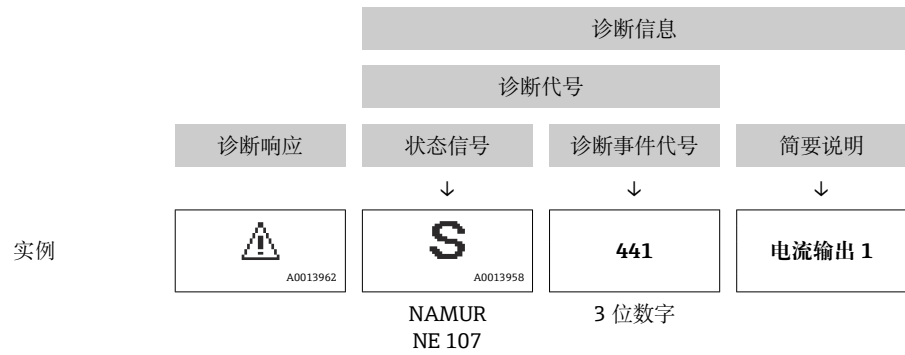 诊断信息
诊断代号
诊断响应 状态信号 诊断事件代号 简要说明
↓ ↓ ↓
实例 S 441 电流输出 1
A0013962 A0013958
NAMUR 3 位数字
NE 107